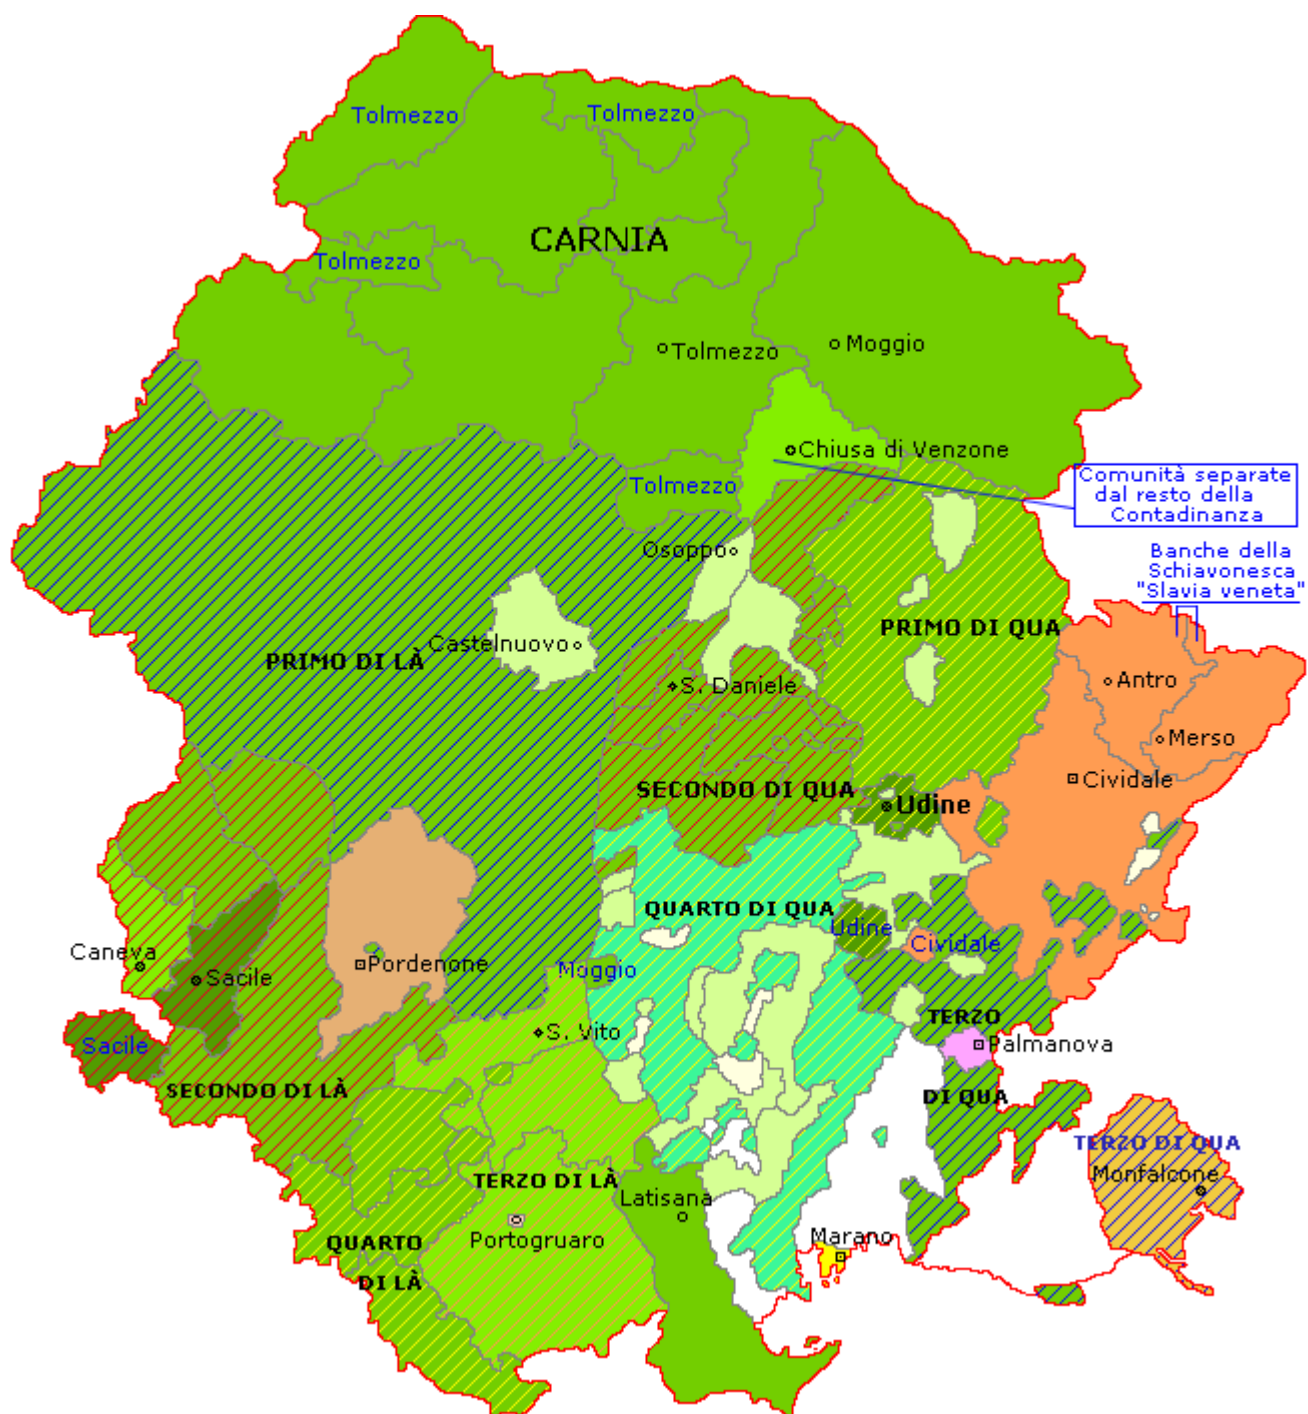 Tolmezzo
Tolmezzo
CARNIA
Tolmezzo
Tolmezzo
Moggio
Chiusa di Venzone
Tolmezzo
Comunità separate
dal resto della
Contadinanza
Osoppo
Banche della
Schiavonesca
"Slavia veneta"
PRIMO DI QUA
Castelnuovo
PRIMO DI LÀ
S. Daniele
Antro
Merso
Cividale
SECONDO DI QUA
Udine
QUARTO DI QUA
Udine
Cividale
Caneva
Sacile
Pordenone
Moggio
TERZO
S. Vito
Palmanova
Sacile
SECONDO DI LÀ
DI QUA
TERZO DI QUA
Monfalcone
TERZO DI LÀ
Latisana
Portogruaro
Marano
QUARTO
DI LÀ